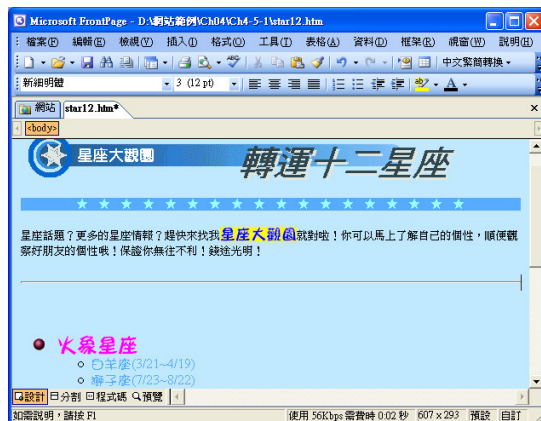 Microsoft FrontPage - D:\網站範例\Ch04\Ch4-5-1\star12.htm
檔案(F) 編輯(E) 檢視(V) 插入(I) 格式(O) 工具(T) 表格(A) 資料(D) 框架(R) 視窗(W) 說明(H)
中文繁簡轉換
新細明體 3 (12 pt)
網站 star12.htm*
<body>
星座大觀園 轉運十二星座
星座話題？更多的星座情報？趕快來找我星座大觀園就對啦！你可以馬上了解自己的個性，順便觀
察好朋友的個性哦！保證你無往不利！錢途光明！
火象星座
白羊座(3/21~4/19)
獅子座(7/23~8/22)
設計 分割 程式碼 預覽
如需說明，請按 F1 使用 56Kbps 需費時 0:02 秒 607 x 293 預設 自訂